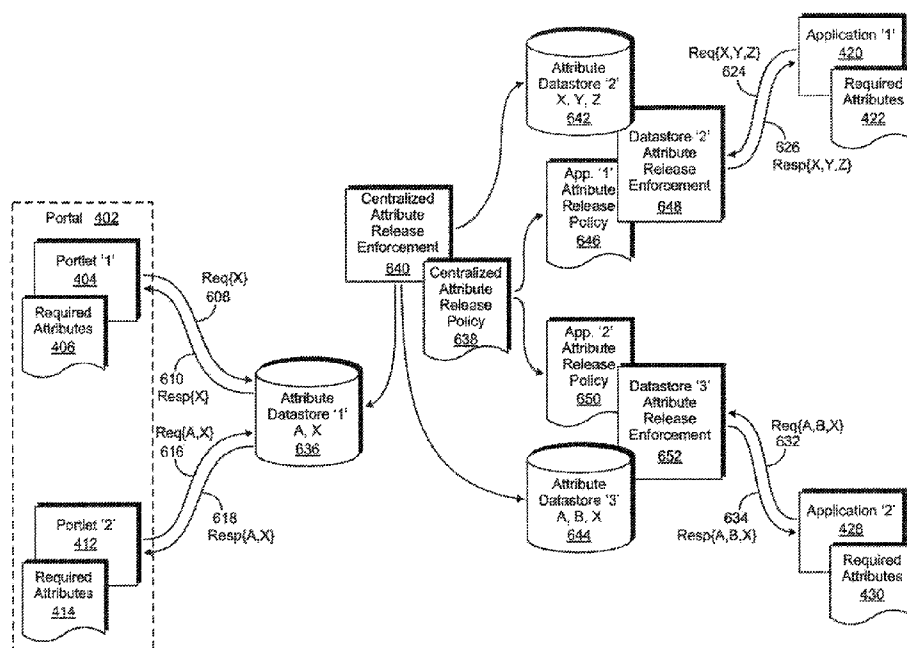 Portal 402
Portlet '1'
404
Required
Attributes
406
Req{X}
608
610
Resp{X}
Req{A,X}
616
618
Resp{A,X}
Portlet '2'
412
Required
Attributes
414
Attribute
Datastore '1'
A, X
636
Centralized
Attribute
Release
Enforcement
640
Centralized
Attribute
Release
Policy
638
Attribute
Datastore '2'
X, Y, Z
642
App. '1'
Attribute
Release
Policy
646
Datastore '2'
Attribute
Release
Enforcement
648
App. '2'
Attribute
Release
Policy
650
Datastore '3'
Attribute
Release
Enforcement
652
Attribute
Datastore '3'
A, B, X
644
Req{X,Y,Z}
624
626
Resp{X,Y,Z}
Application '1'
420
Required
Attributes
422
Req{A,B,X}
632
634
Resp{A,B,X}
Application '2'
428
Required
Attributes
430